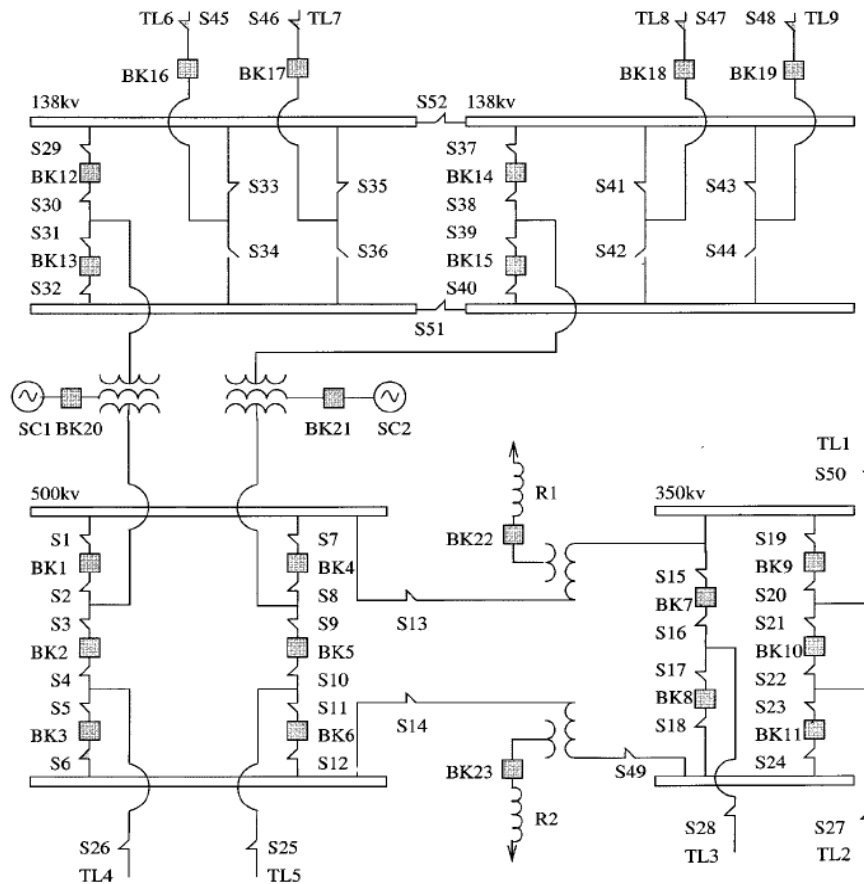 TL6 S45 S46 TL7 TL8 S47 S48 TL9
BK16 BK17 BK18 BK19
138kv S52 138kv
S29 S37
BK12 BK14
S33 S35 S41 S43
S30 S38
S31 S39
S34 S36 S42 S44
BK13 BK15
S32 S40
S51
SC1 BK20 BK21 SC2
TL1
R1 S50
500kv 350kv
S1 S7 BK22 S19
BK1 BK4 BK9
S15
S2 S8 BK7 S20
S3 S9 S13 S16 S21
BK2 BK5 BK10
S4 S10 S17 S22
BK8
S5 S11 S14 S23
S18
BK3 BK6 BK11
S6 S12 S49 S24
BK23
R2 S28 S27
S26 S25
TL4 TL5 TL3 TL2